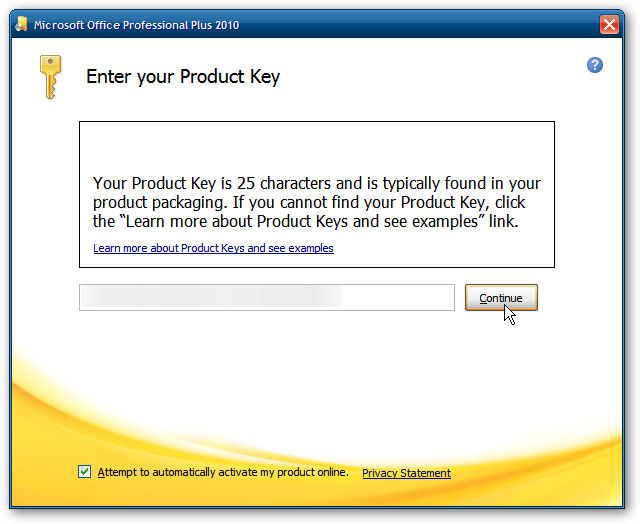 Microsoft Office Professional Plus 2010
Enter your Product Key
Your Product Key is 25 characters and is typically found in your
product packaging. If you cannot find your Product Key, click
the “Learn more about Product Keys and see examples” link.
Learn more about Product Keys and see examples
Continue
Attempt to automatically activate my product online. Privacy Statement